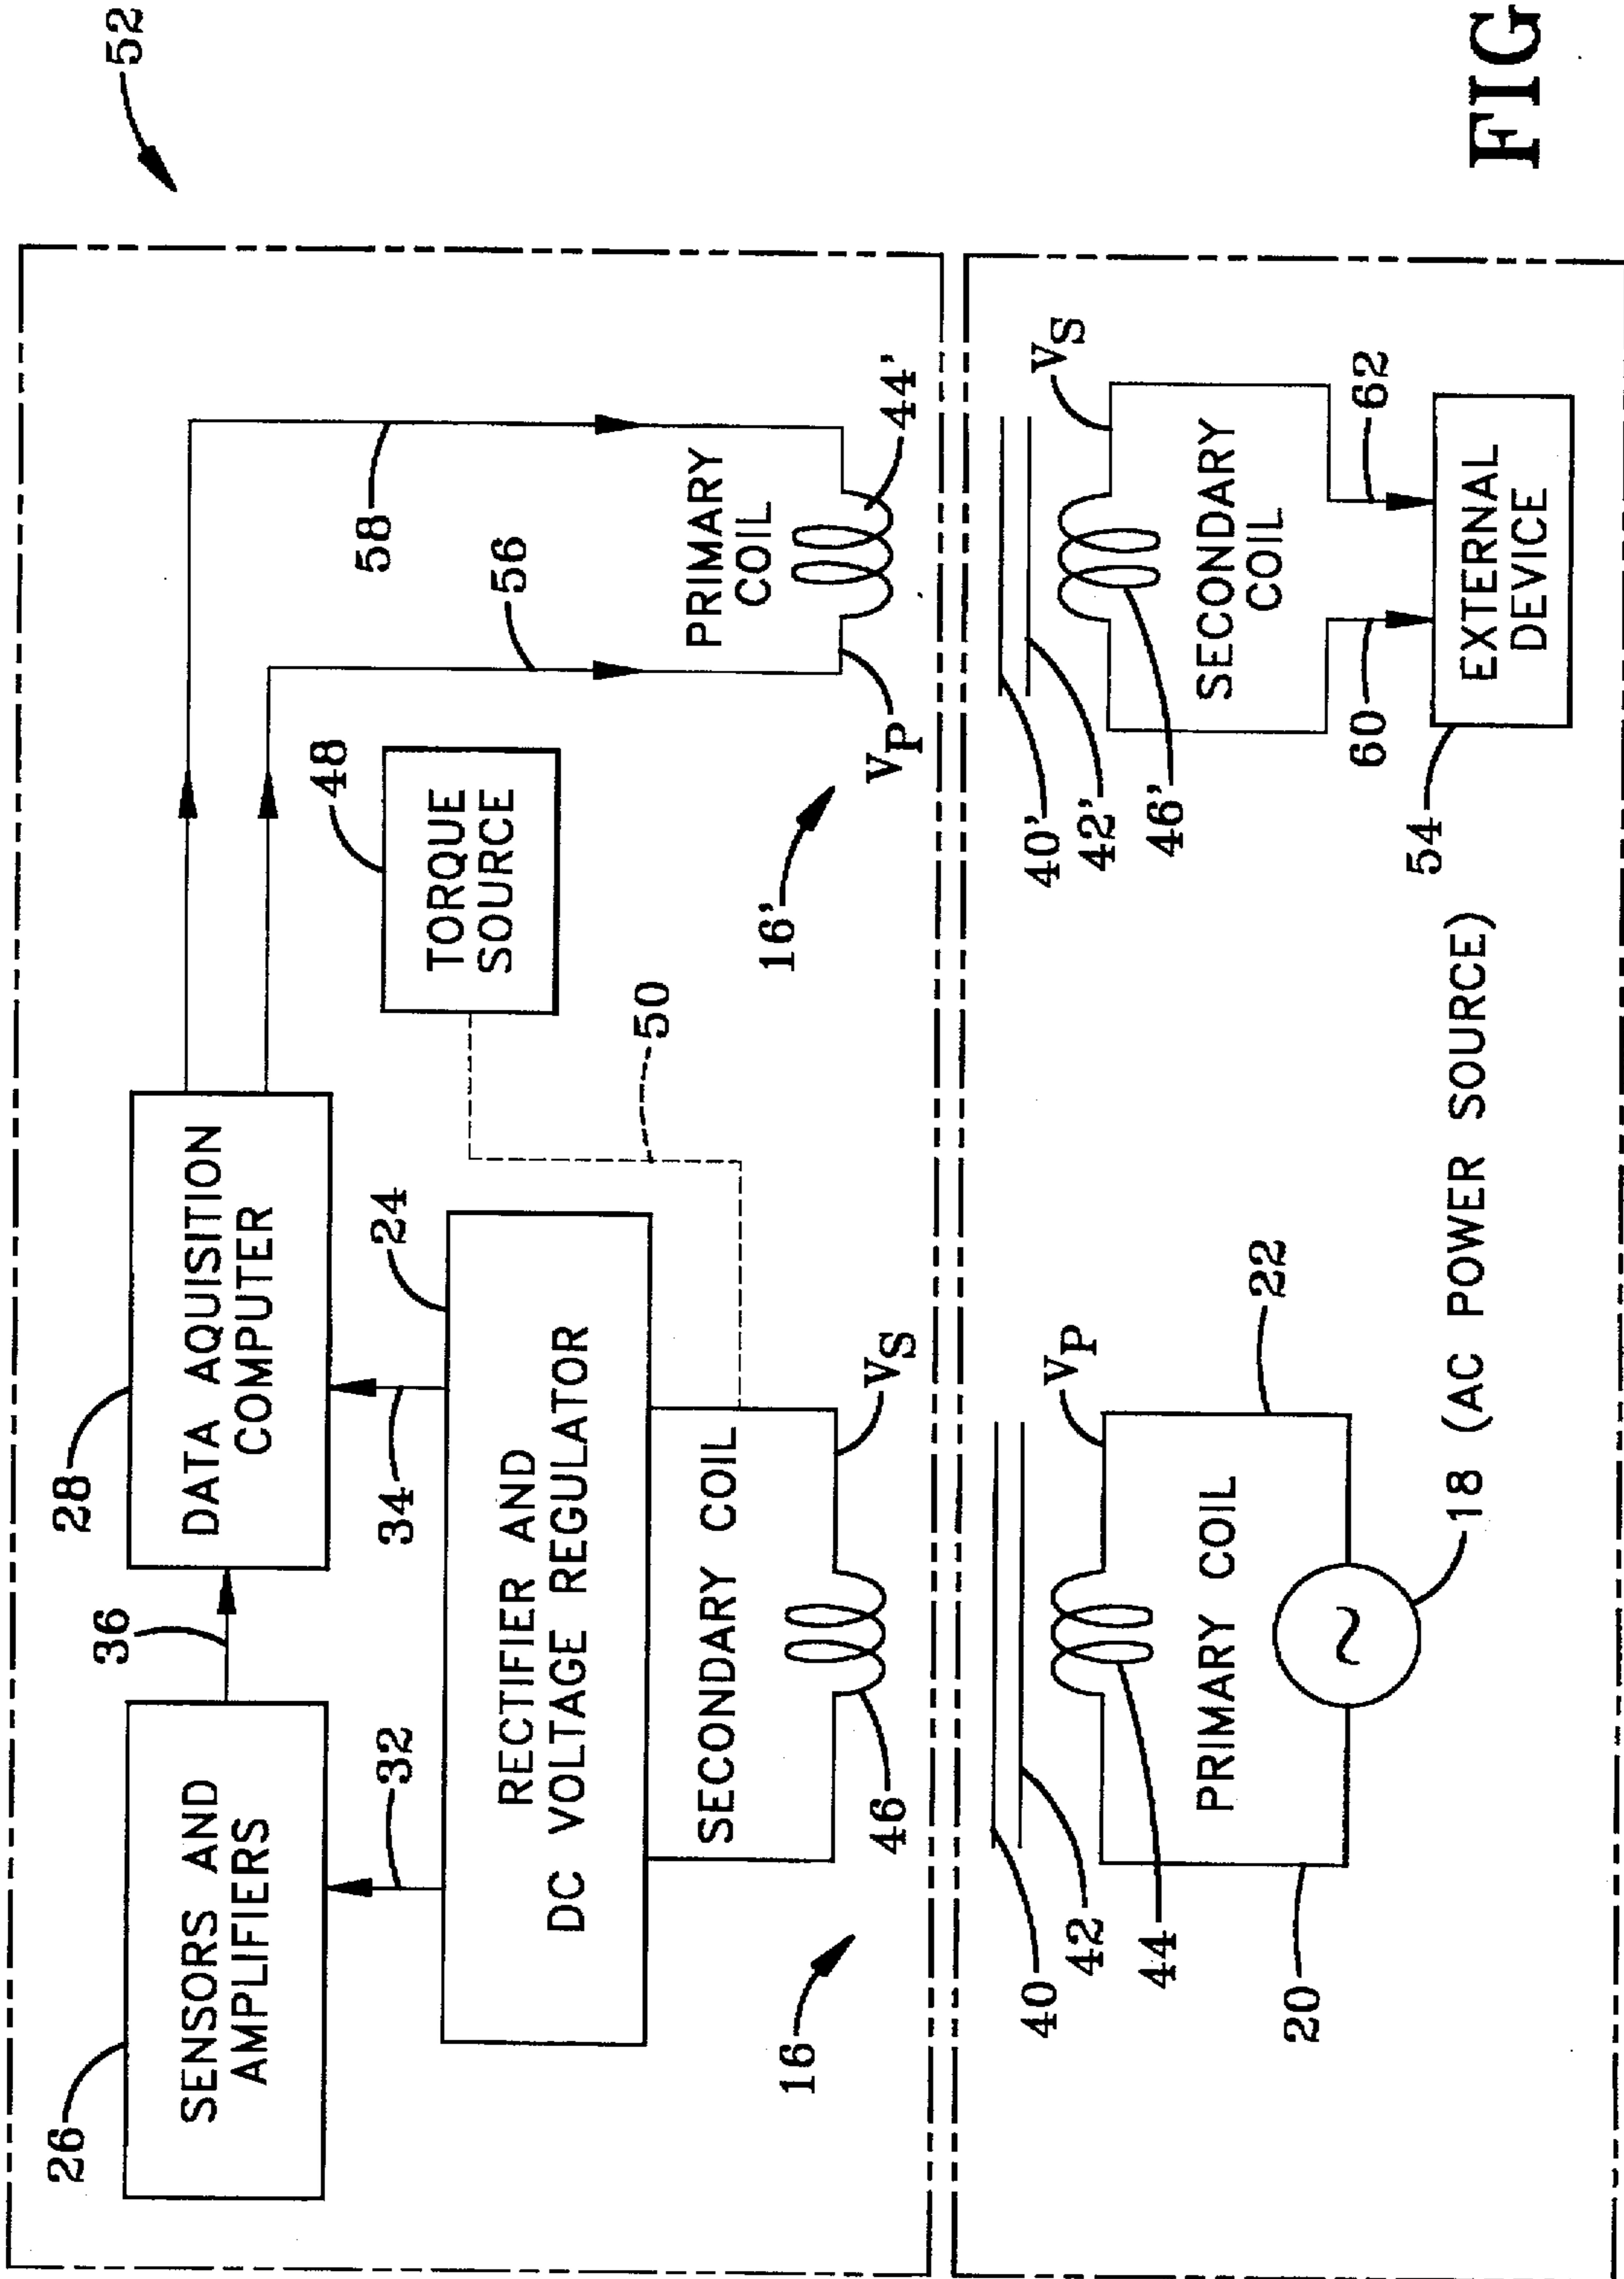 52
28
DATA AQUISITION
COMPUTER
26
SENSORS AND
AMPLIFIERS
36
32
34
24
RECTIFIER AND
DC VOLTAGE REGULATOR
48
TORQUE
SOURCE
50
58
56
PRIMARY
COIL
44'
VP
16'
SECONDARY COIL
VS
46
16
40
42
44
VP
PRIMARY COIL
20
22
18 (AC POWER SOURCE)
40'
42'
46'
VS
SECONDARY
COIL
60
62
54
EXTERNAL
DEVICE
FIG